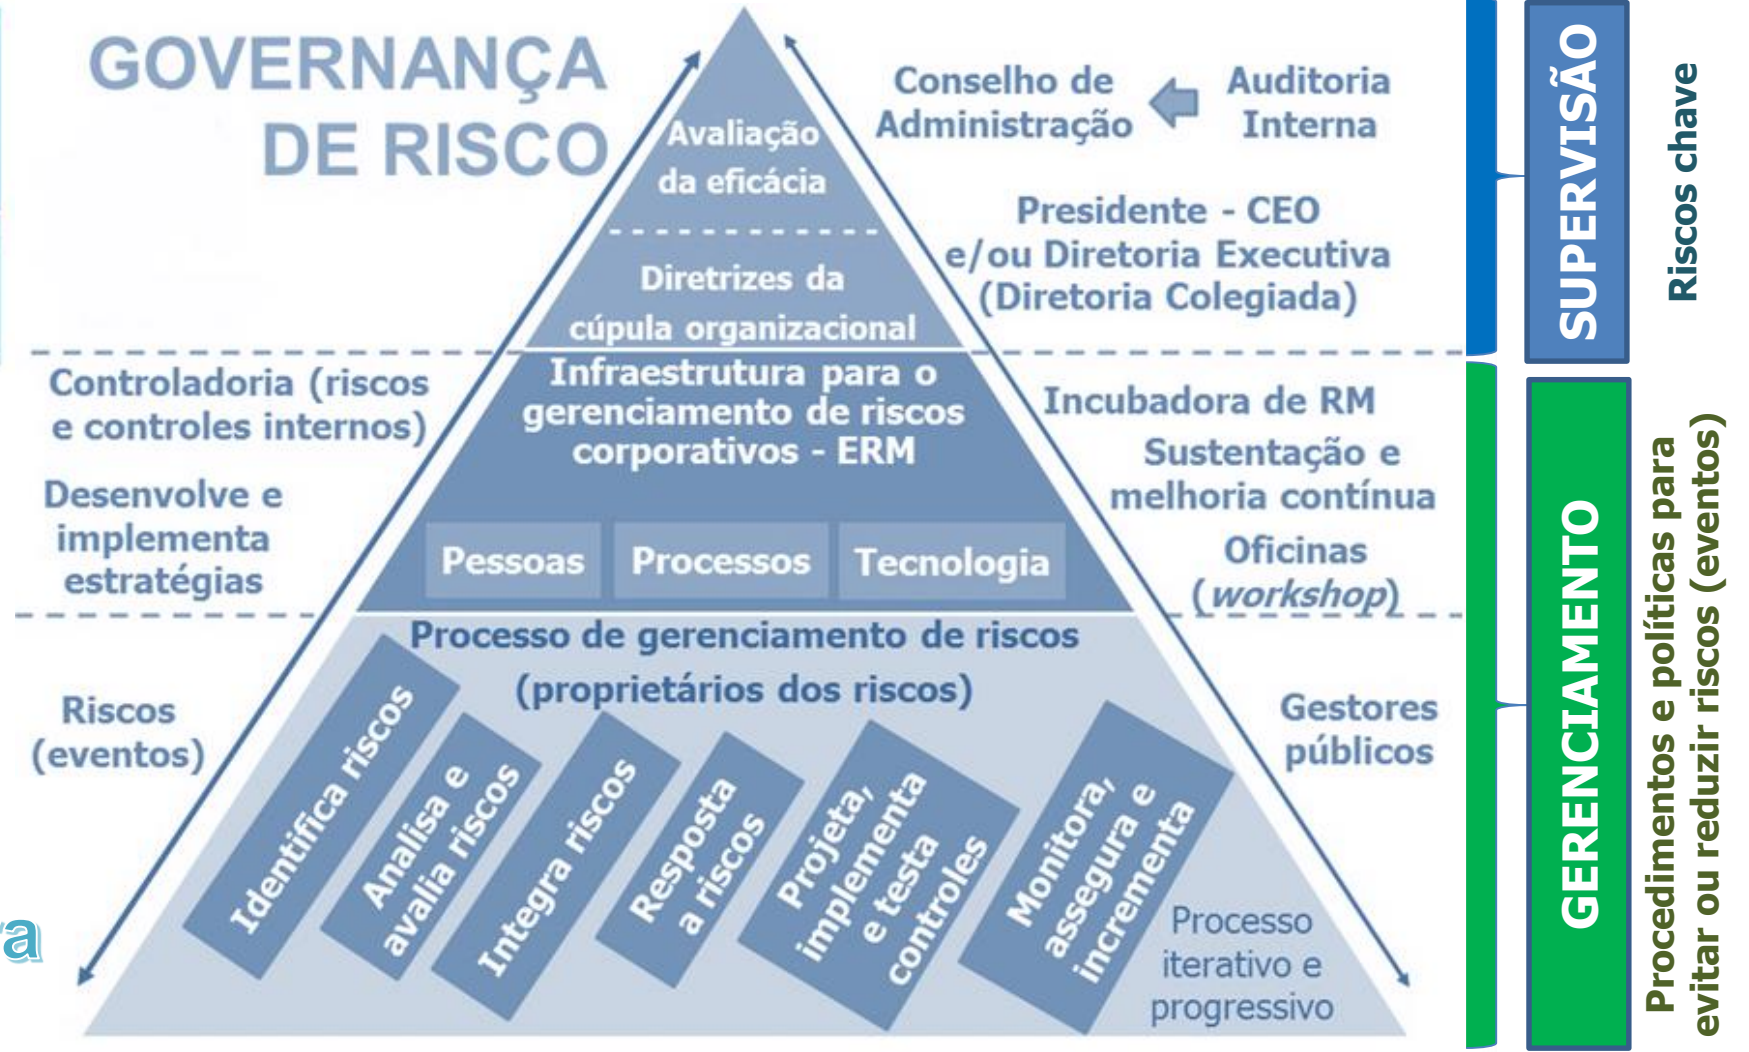 GOVERNANÇA
DE RISCO
Avaliação
da eficácia
Diretrizes da
cúpula organizacional
Conselho de
Administração
Auditoria
Interna
Presidente - CEO
e/ou Diretoria Executiva
(Diretoria Colegiada)
SUPERVISÃO
Riscos chave
Controladoria (riscos
e controles internos)
Desenvolve e
implementa
estratégias
Infraestrutura para o
gerenciamento de riscos
corporativos - ERM
Pessoas
Processos
Tecnologia
Incubadora de RM
Sustentação e
melhoria contínua
Oficinas
(workshop)
Riscos
(eventos)
Processo de gerenciamento de riscos
(proprietários dos riscos)
Identifica riscos
Analisa e
avalia riscos
Integra riscos
Resposta
a riscos
Projeta,
implementa
e testa
controles
Monitora,
assegura e
incrementa
Processo
iterativo e
progressivo
Gestores
públicos
GERENCIAMENTO
Procedimentos e políticas para
evitar ou reduzir riscos (eventos)